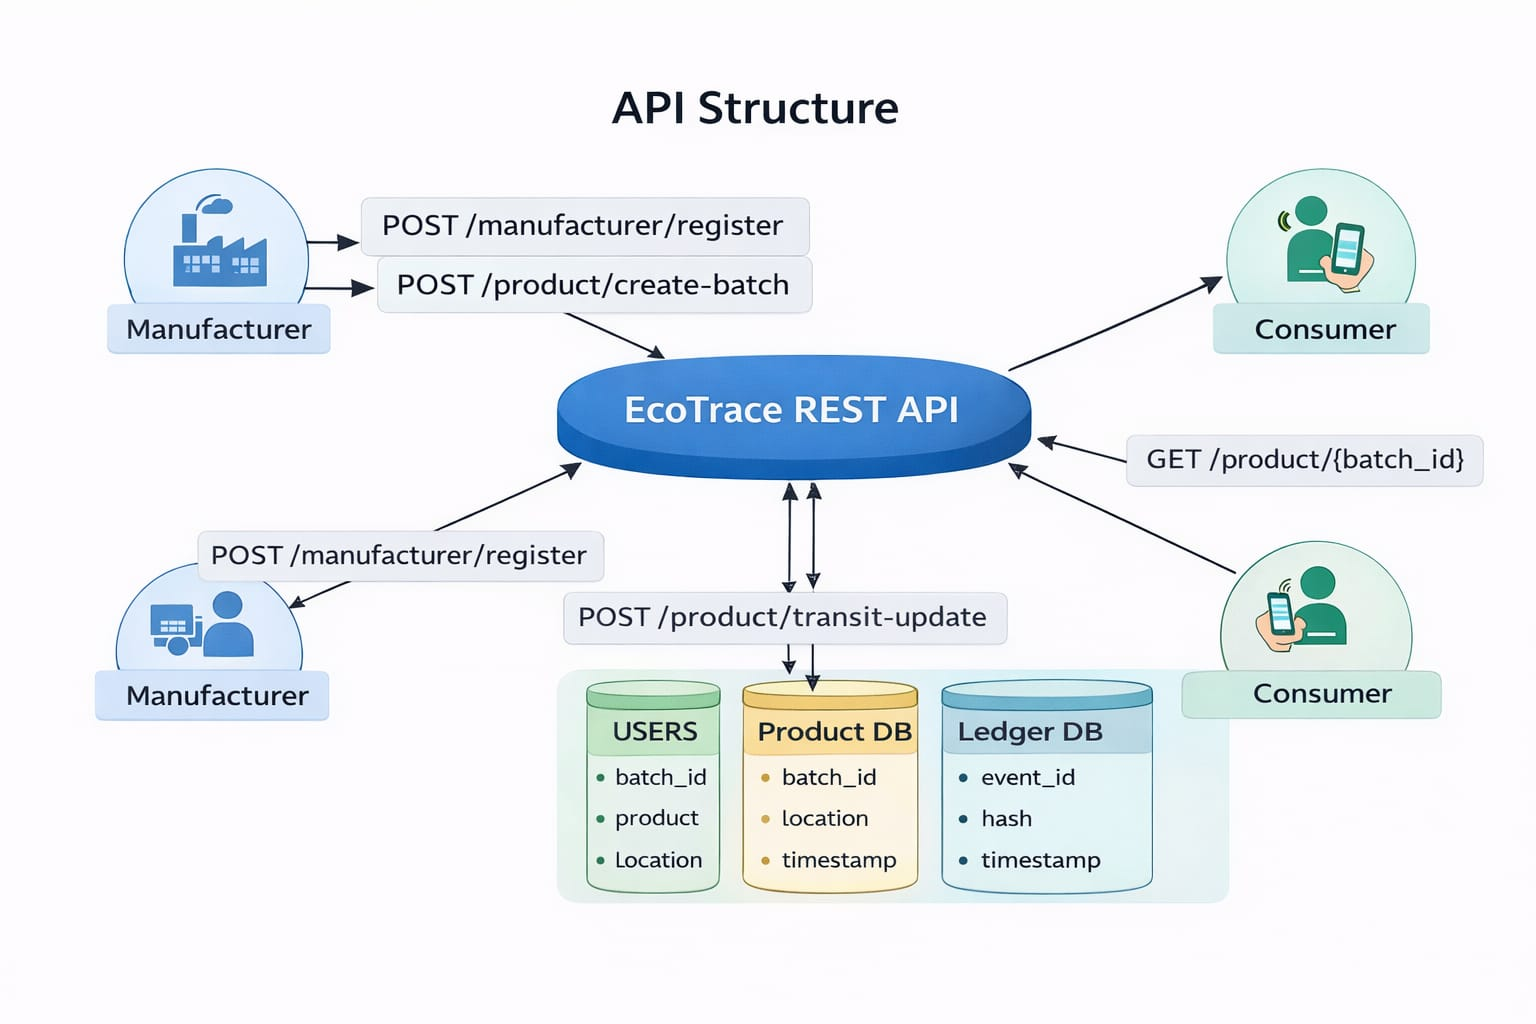 API Structure
POST /manufacturer/register
POST /product/create-batch
Manufacturer
Consumer
EcoTrace REST API
GET /product/{batch_id}
POST /manufacturer/register
Manufacturer
POST /product/transit-update
Consumer
USERS
batch_id
product
Location
Product DB
batch_id
location
timestamp
Ledger DB
event_id
hash
timestamp